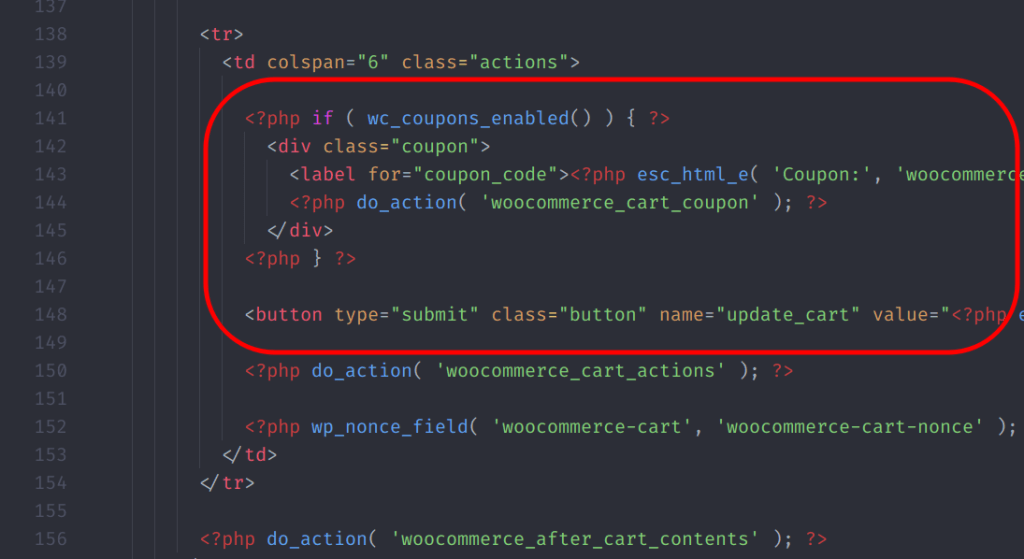 137
138 <tr>
139 <td colspan="6" class="actions">
140
141 <?php if ( wc_coupons_enabled() ) { ?>
142 <div class="coupon">
143 <label for="coupon_code"><?php esc_html_e( 'Coupon:', 'woocommerce
144 <?php do_action( 'woocommerce_cart_coupon' ); ?>
145 </div>
146 <?php } ?>
147
148 <button type="submit" class="button" name="update_cart" value="<?php e
149
150 <?php do_action( 'woocommerce_cart_actions' ); ?>
151
152 <?php wp_nonce_field( 'woocommerce-cart', 'woocommerce-cart-nonce' );
153 </td>
154 </tr>
155
156 <?php do_action( 'woocommerce_after_cart_contents' ); ?>